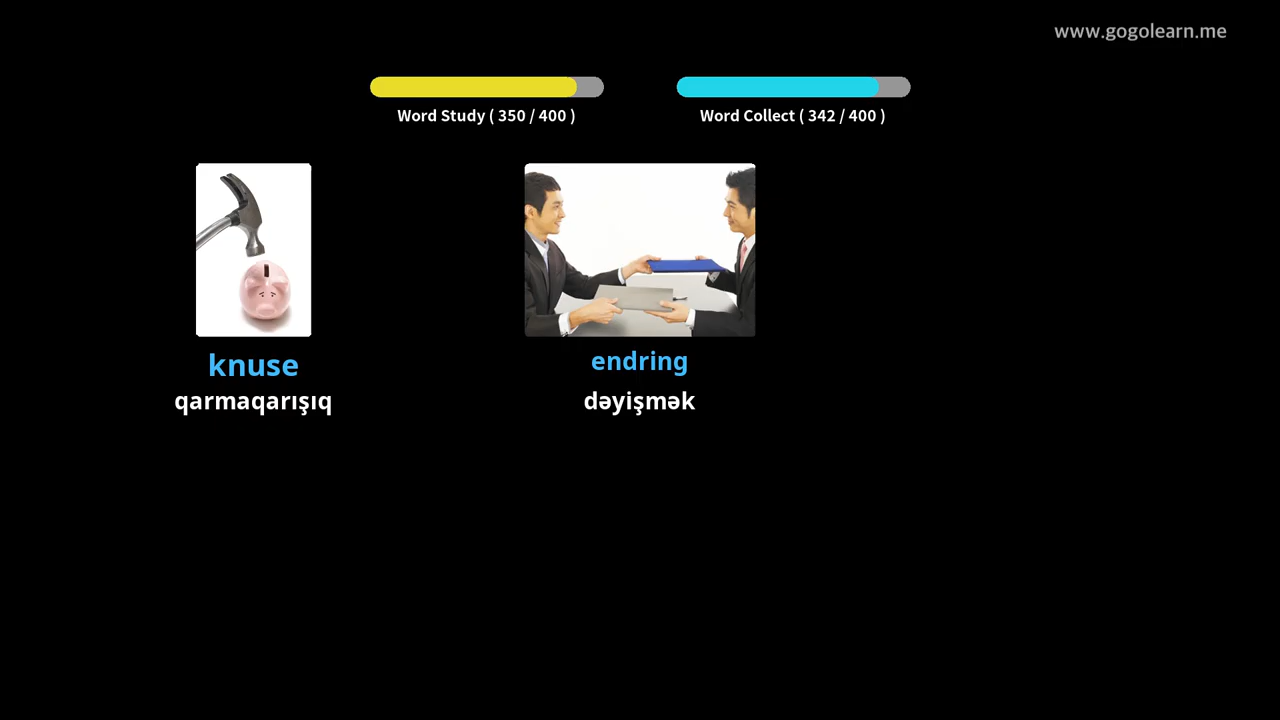 www.gogolearn.me
Word Study ( 350 / 400 )
Word Collect ( 342 / 400 )
knuse
qarmaqarışıq
endring
dəyişmək